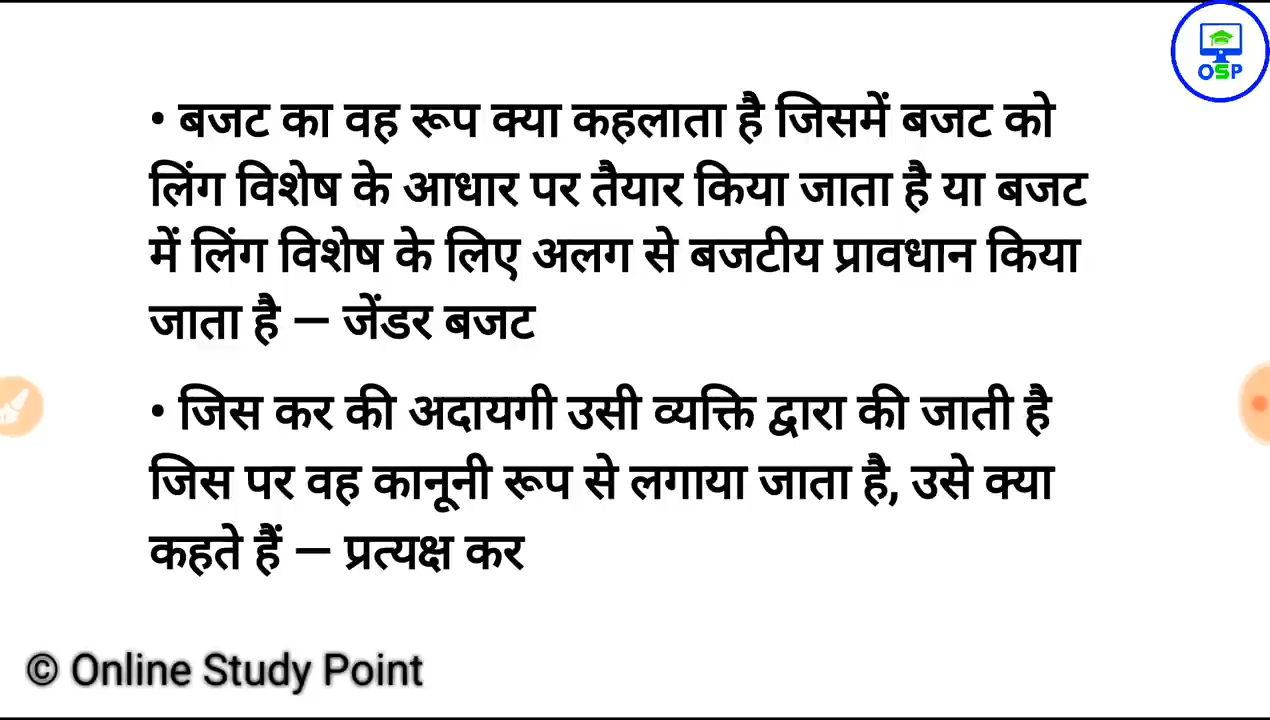 OSP
• बजट का वह रूप क्या कहलाता है जिसमें बजट को
लिंग विशेष के आधार पर तैयार किया जाता है या बजट
में लिंग विशेष के लिए अलग से बजटीय प्रावधान किया
जाता है — जेंडर बजट
• जिस कर की अदायगी उसी व्यक्ति द्वारा की जाती है
जिस पर वह कानूनी रूप से लगाया जाता है, उसे क्या
कहते हैं — प्रत्यक्ष कर
© Online Study Point